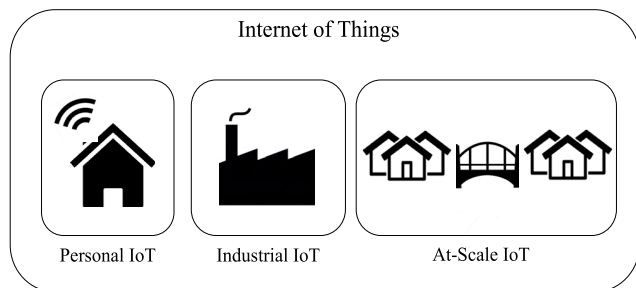 Internet of Things
Personal IoT
Industrial IoT
At-Scale IoT